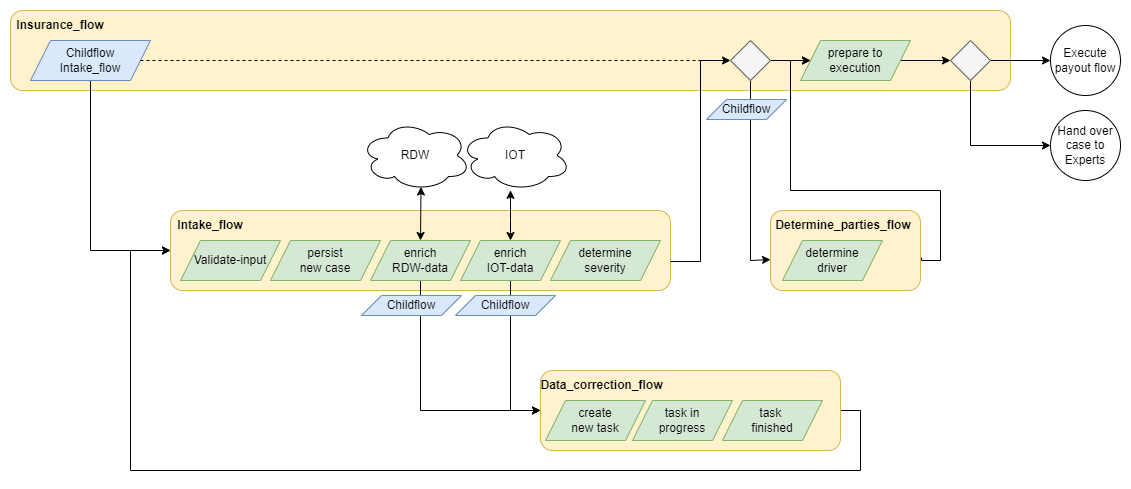 Insurance_flow
Childflow
Intake_flow
prepare to
execution
Execute
payout flow
Childflow
Hand over
case to
Experts
RDW
IOT
Intake_flow
Validate-input
persist
new case
enrich
RDW-data
enrich
IOT-data
determine
severity
Determine_parties_flow
determine
driver
Childflow
Childflow
Data_correction_flow
create
new task
task in
progress
task
finished